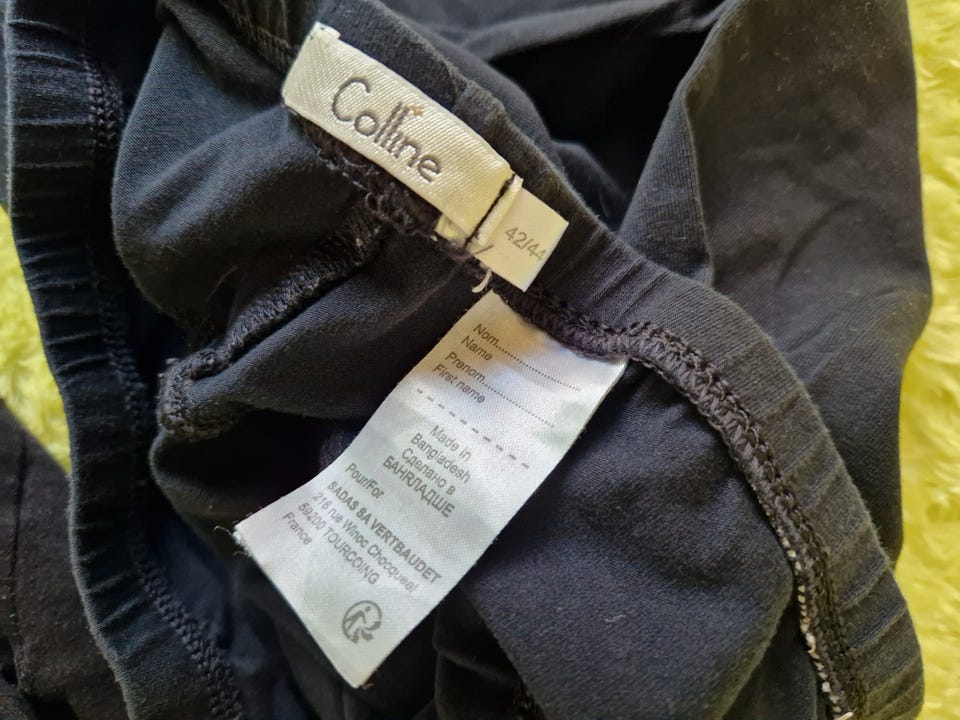 Colline
42/44
Nom..................
Name
Prenom..............
First name
Made in
Bangladesh
Сделано в
БАНГЛАДШЕ
Pour/For
SADAS SA VERTBAUDET
216 rue Winoc Chocqueel
59200 TOURCOING
France